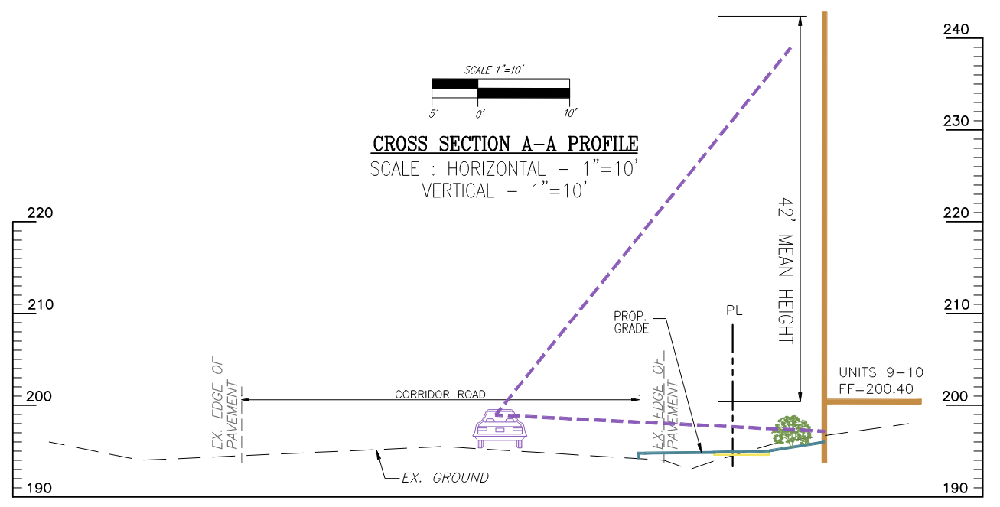 SCALE 1"=10'
5' 0' 10'
CROSS SECTION A-A PROFILE
SCALE : HORIZONTAL - 1"=10'
VERTICAL - 1"=10'
220
210
200
190
EX. EDGE OF
PAVEMENT
CORRIDOR ROAD
EX. GROUND
PROP.
GRADE
EX. EDGE OF
PAVEMENT
PL
42' MEAN HEIGHT
UNITS 9-10
FF=200.40
240
230
220
210
200
190